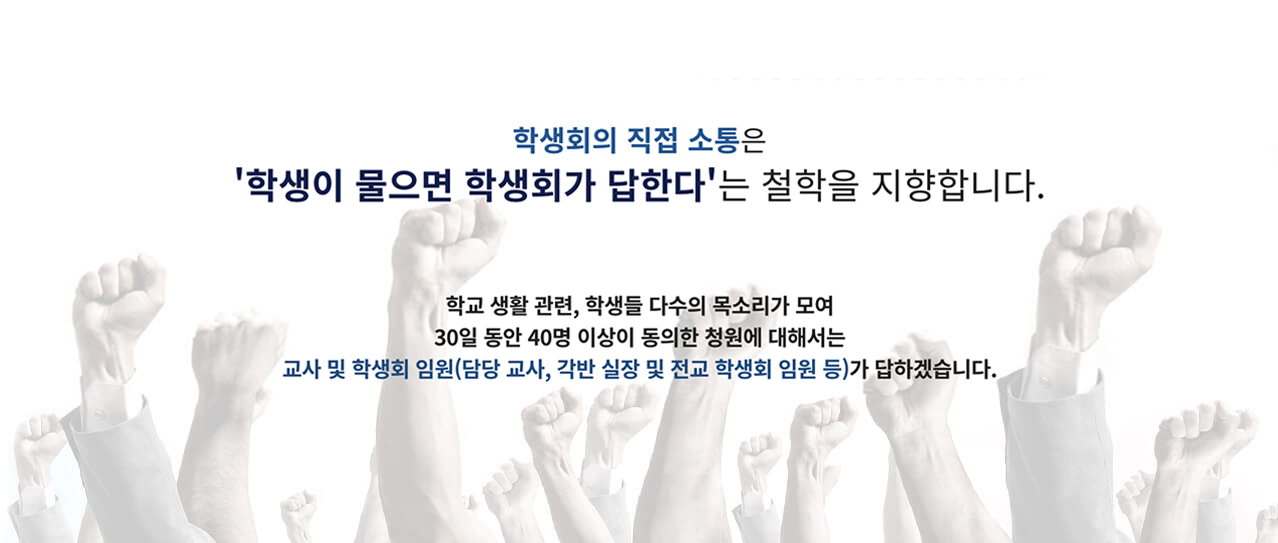 학생회의 직접 소통은
'학생이 물으면 학생회가 답한다'는 철학을 지향합니다.
학교 생활 관련, 학생들 다수의 목소리가 모여
30일 동안 40명 이상이 동의한 청원에 대해서는
교사 및 학생회 임원(담당 교사, 각반 실장 및 전교 학생회 임원 등)가 답하겠습니다.